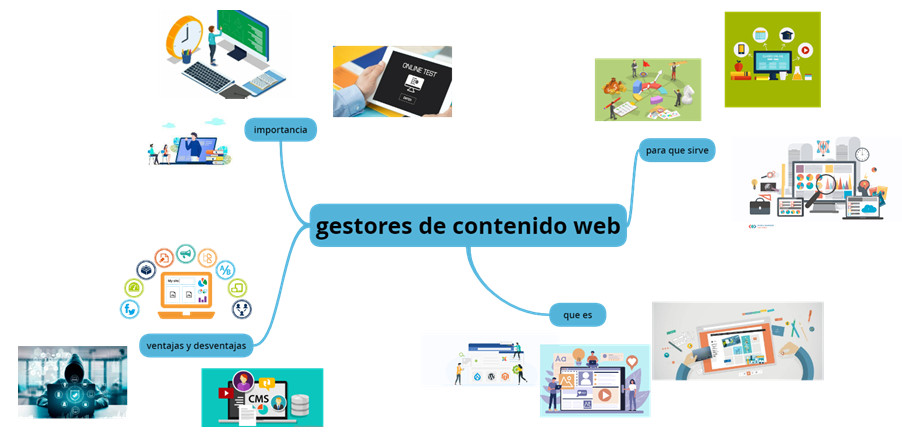 ONLINE TEST
importancia
para que sirve
gestores de contenido web
que es
ventajas y desventajas
CMS
Aa
A/B